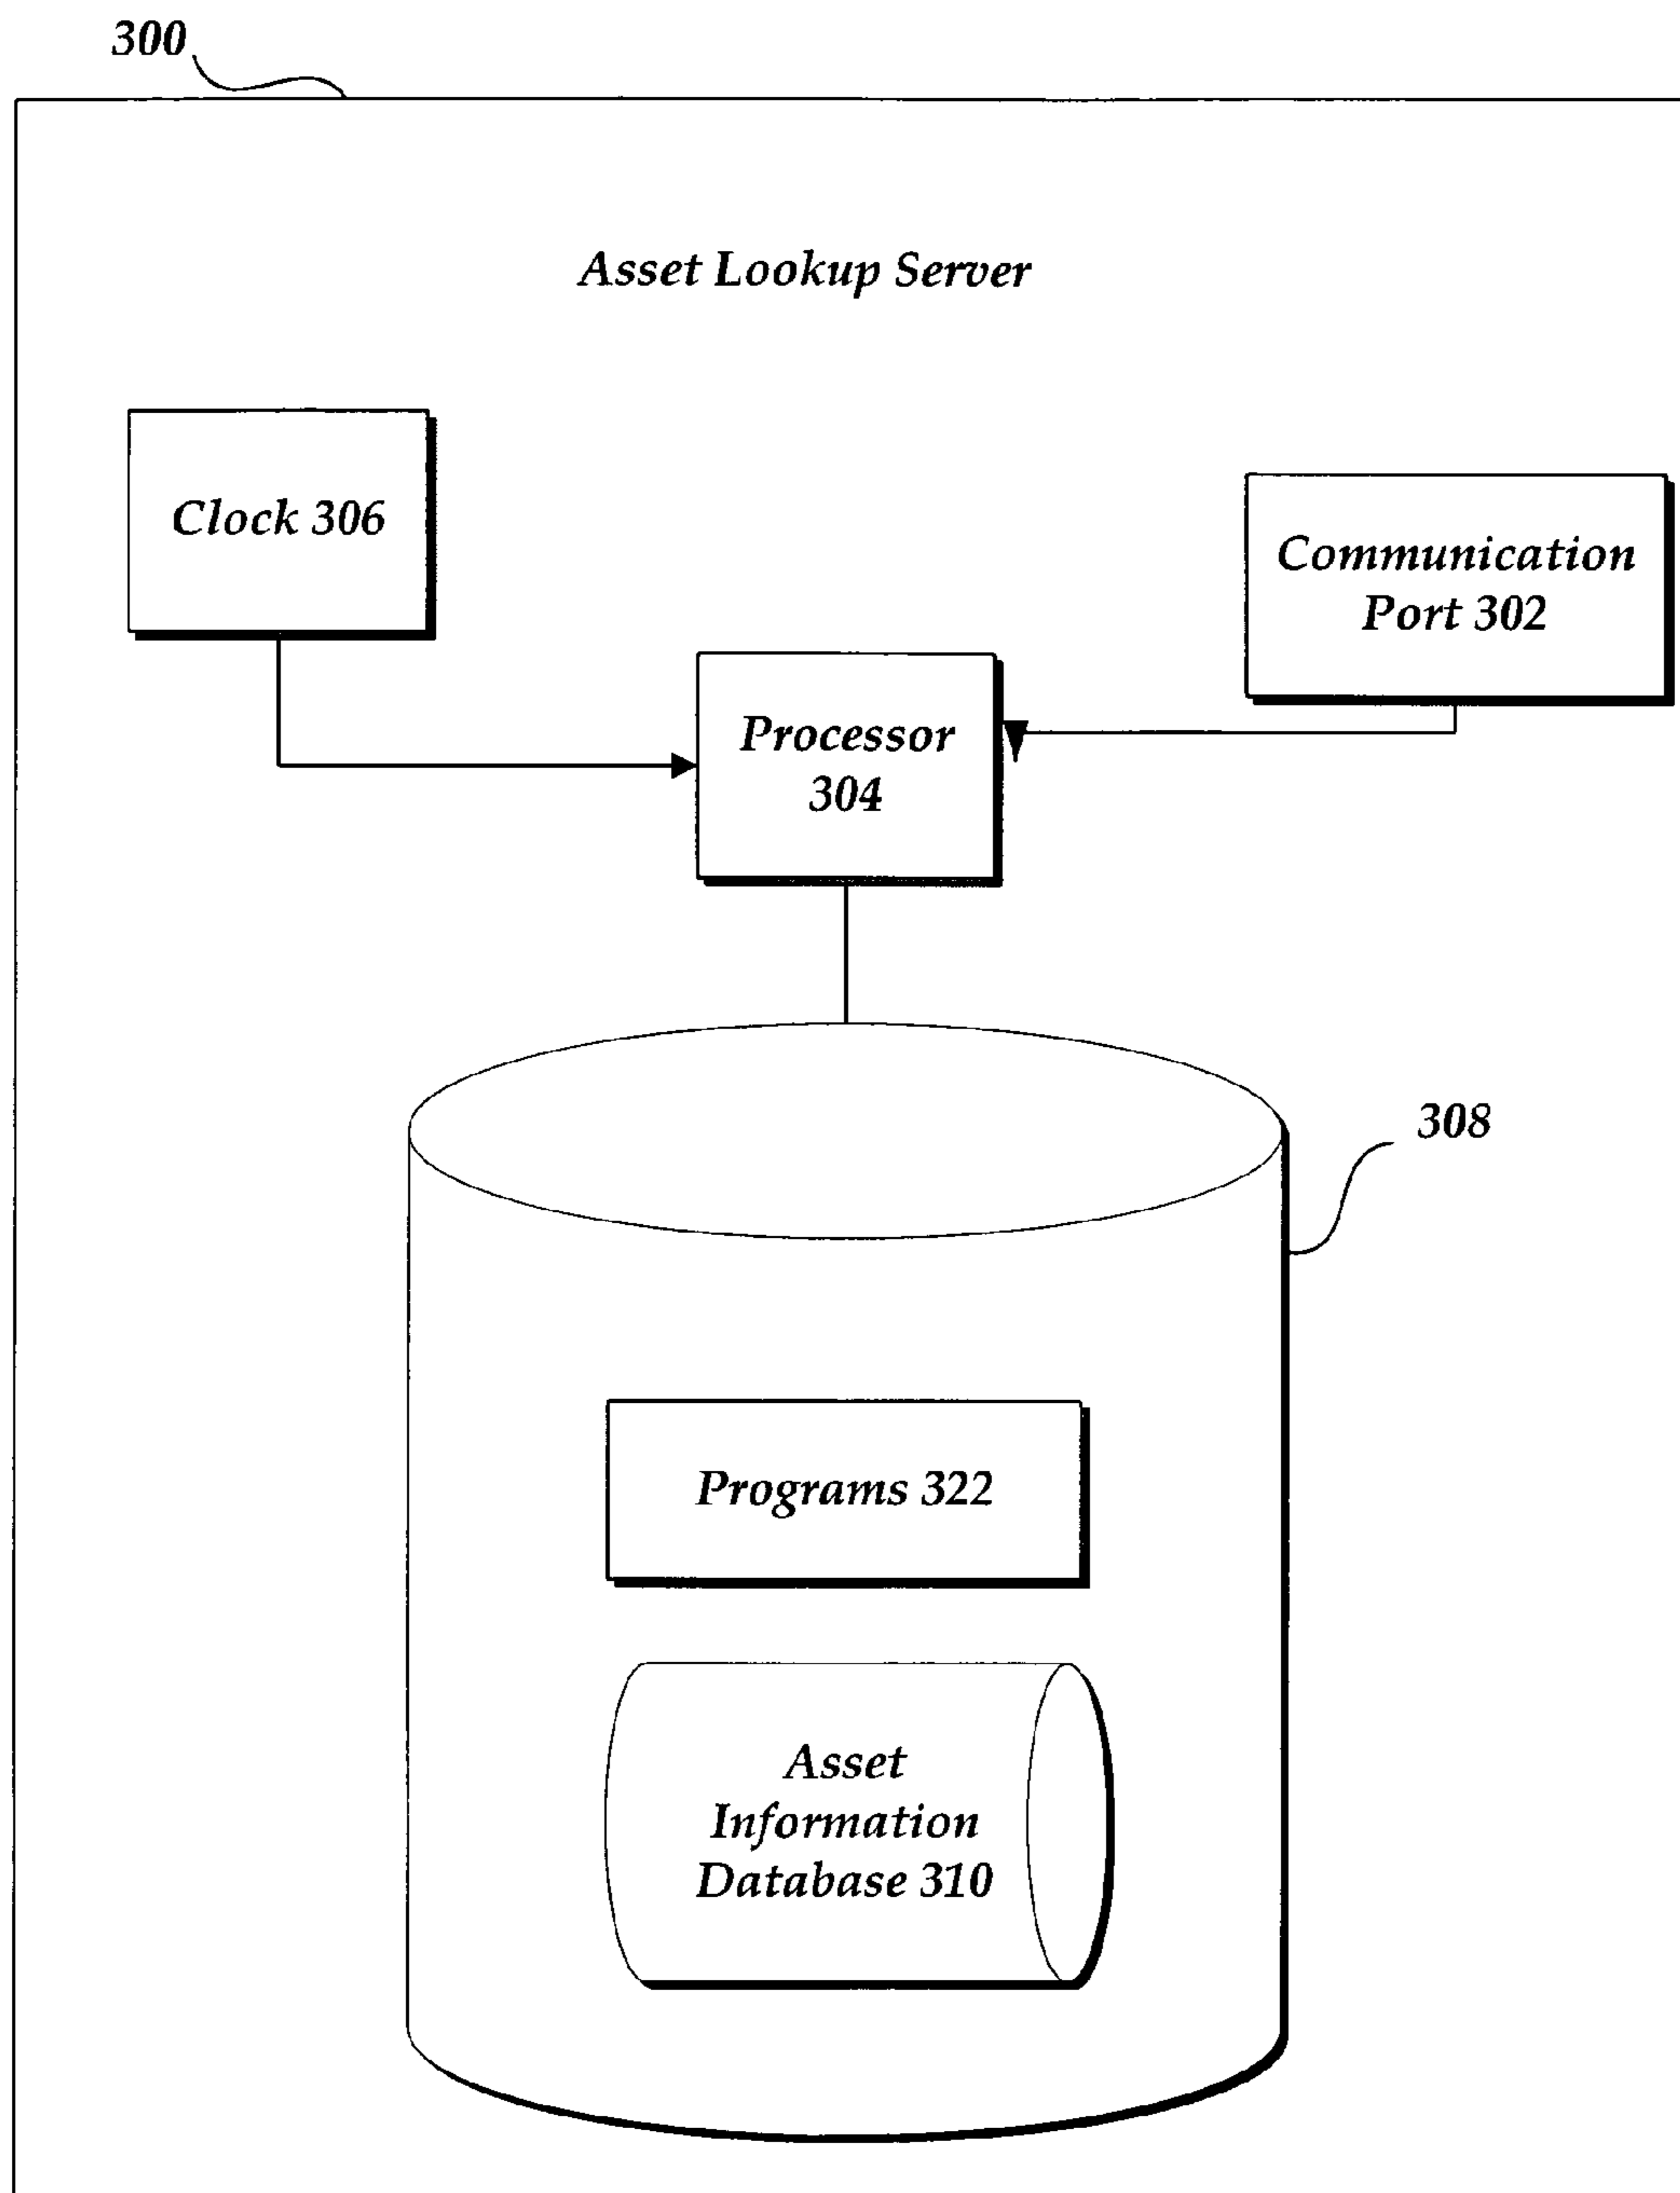 300
Asset Lookup Server
Clock 306
Communication
Port 302
Processor
304
308
Programs 322
Asset
Information
Database 310